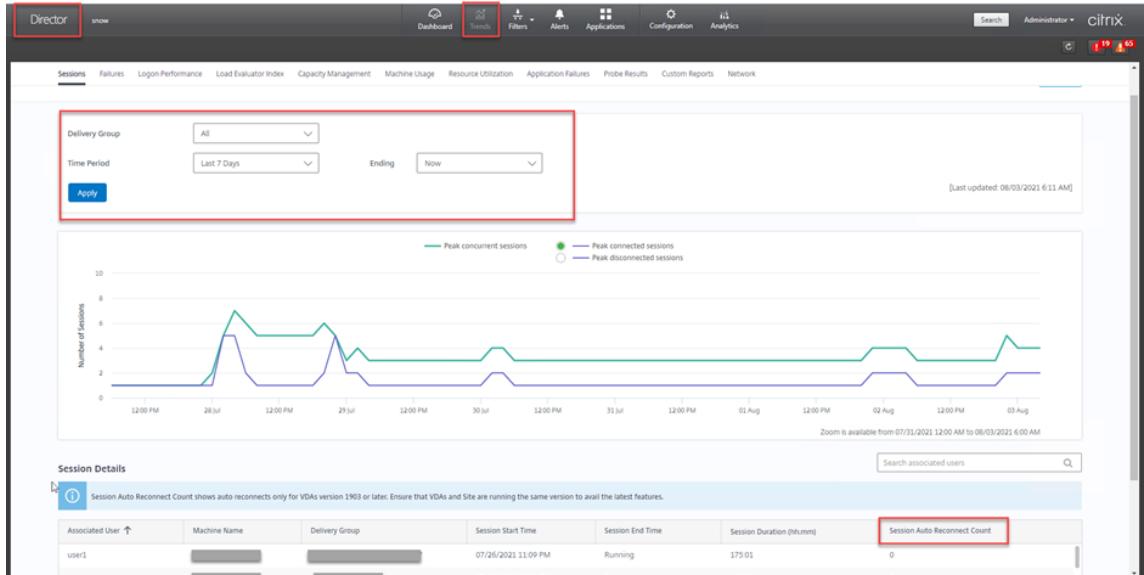 Director snow Dashboard Trends Filters Alerts Applications Configuration Analytics Search Administrator citrix
19 65
Sessions Failures Logon Performance Load Evaluator Index Capacity Management Machine Usage Resource Utilization Application Failures Probe Results Custom Reports Network
Delivery Group All
Time Period Last 7 Days Ending Now
Apply
[Last updated: 08/03/2021 6:11 AM]
Peak concurrent sessions Peak connected sessions
Peak disconnected sessions
Number of Sessions
10
8
6
4
2
0
12:00 PM 28 Jul 12:00 PM 29 Jul 12:00 PM 30 Jul 12:00 PM 31 Jul 12:00 PM 01 Aug 12:00 PM 02 Aug 12:00 PM 03 Aug
Zoom is available from 07/31/2021 12:00 AM to 08/03/2021 6:00 AM
Session Details Search associated users
Session Auto Reconnect Count shows auto reconnects only for VDAs version 1903 or later. Ensure that VDAs and Site are running the same version to avail the latest features.
Associated User Machine Name Delivery Group Session Start Time Session End Time Session Duration (hh:mm) Session Auto Reconnect Count
user1 07/26/2021 11:09 PM Running 175:01 0